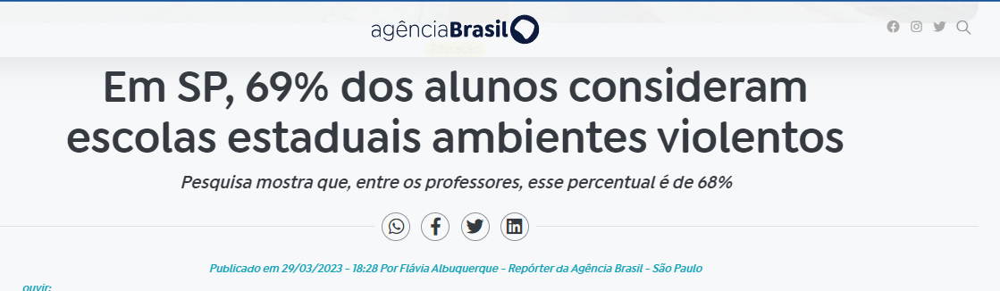 agênciaBrasil
Educação
Em SP, 69% dos alunos consideram
escolas estaduais ambientes violentos
Pesquisa mostra que, entre os professores, esse percentual é de 68%
Publicado em 29/03/2023 - 18:28 Por Flávia Albuquerque - Repórter da Agência Brasil - São Paulo
ouvir: